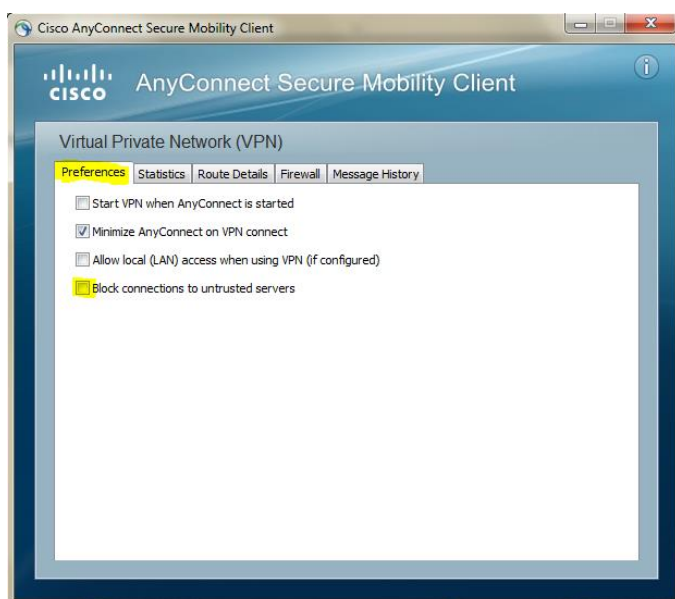 Cisco AnyConnect Secure Mobility Client
CISCO
AnyConnect Secure Mobility Client
i
Virtual Private Network (VPN)
Preferences Statistics Route Details Firewall Message History
Start VPN when AnyConnect is started
Minimize AnyConnect on VPN connect
Allow local (LAN) access when using VPN (if configured)
Block connections to untrusted servers